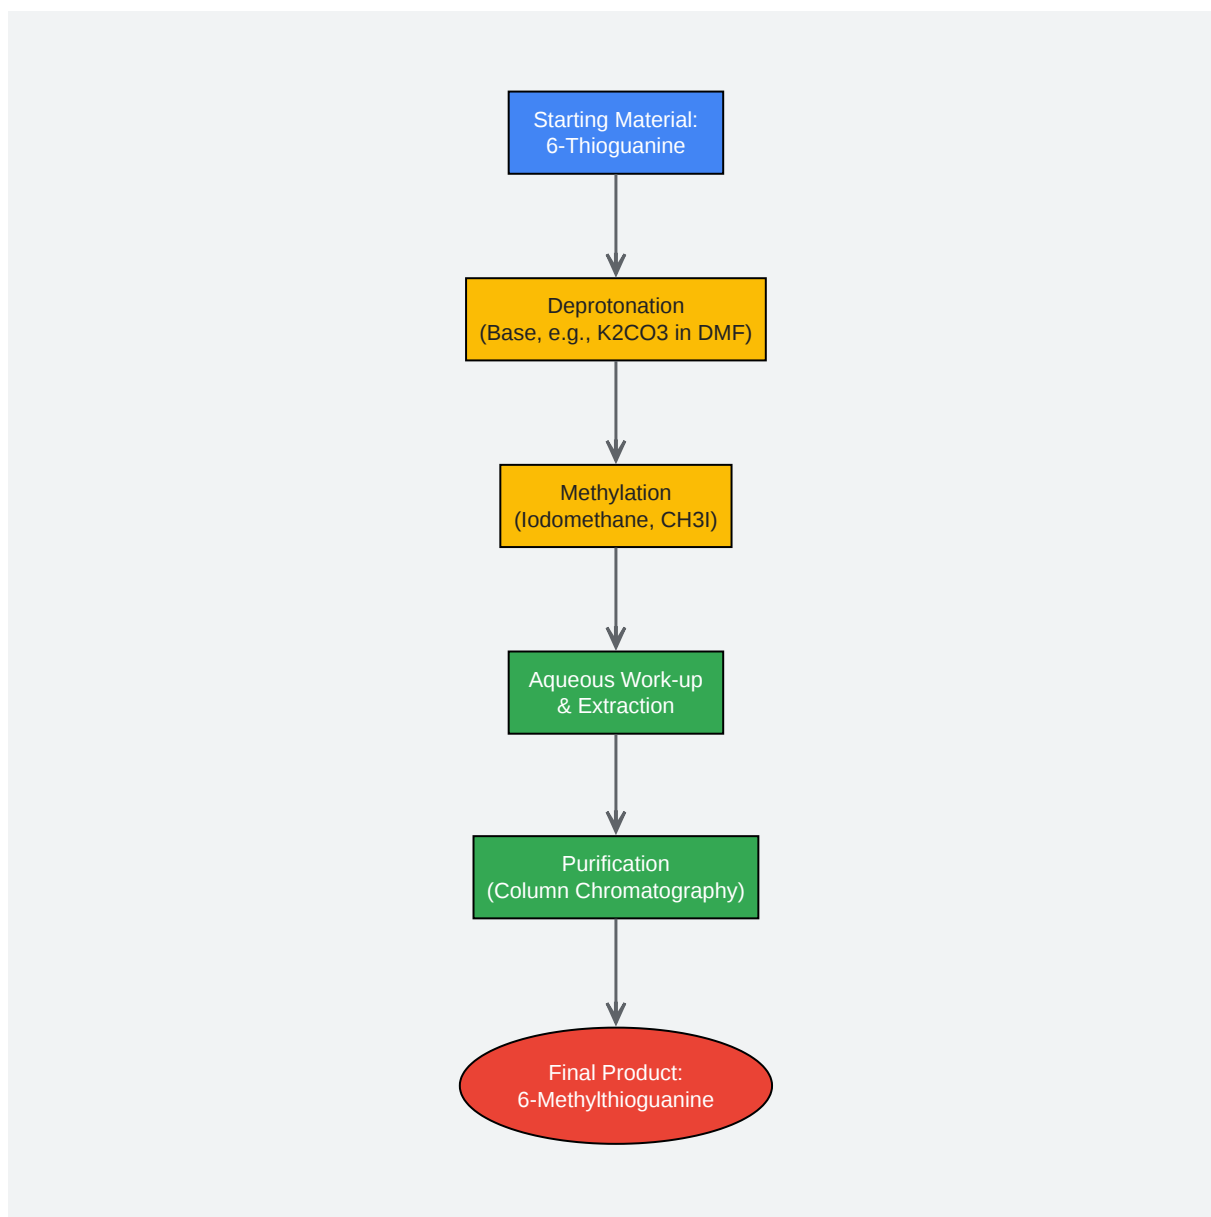 Starting Material:
6-Thioguanine
Deprotonation
(Base, e.g., K2CO3 in DMF)
Methylation
(Iodomethane, CH3I)
Aqueous Work-up
& Extraction
Purification
(Column Chromatography)
Final Product:
6-Methylthioguanine